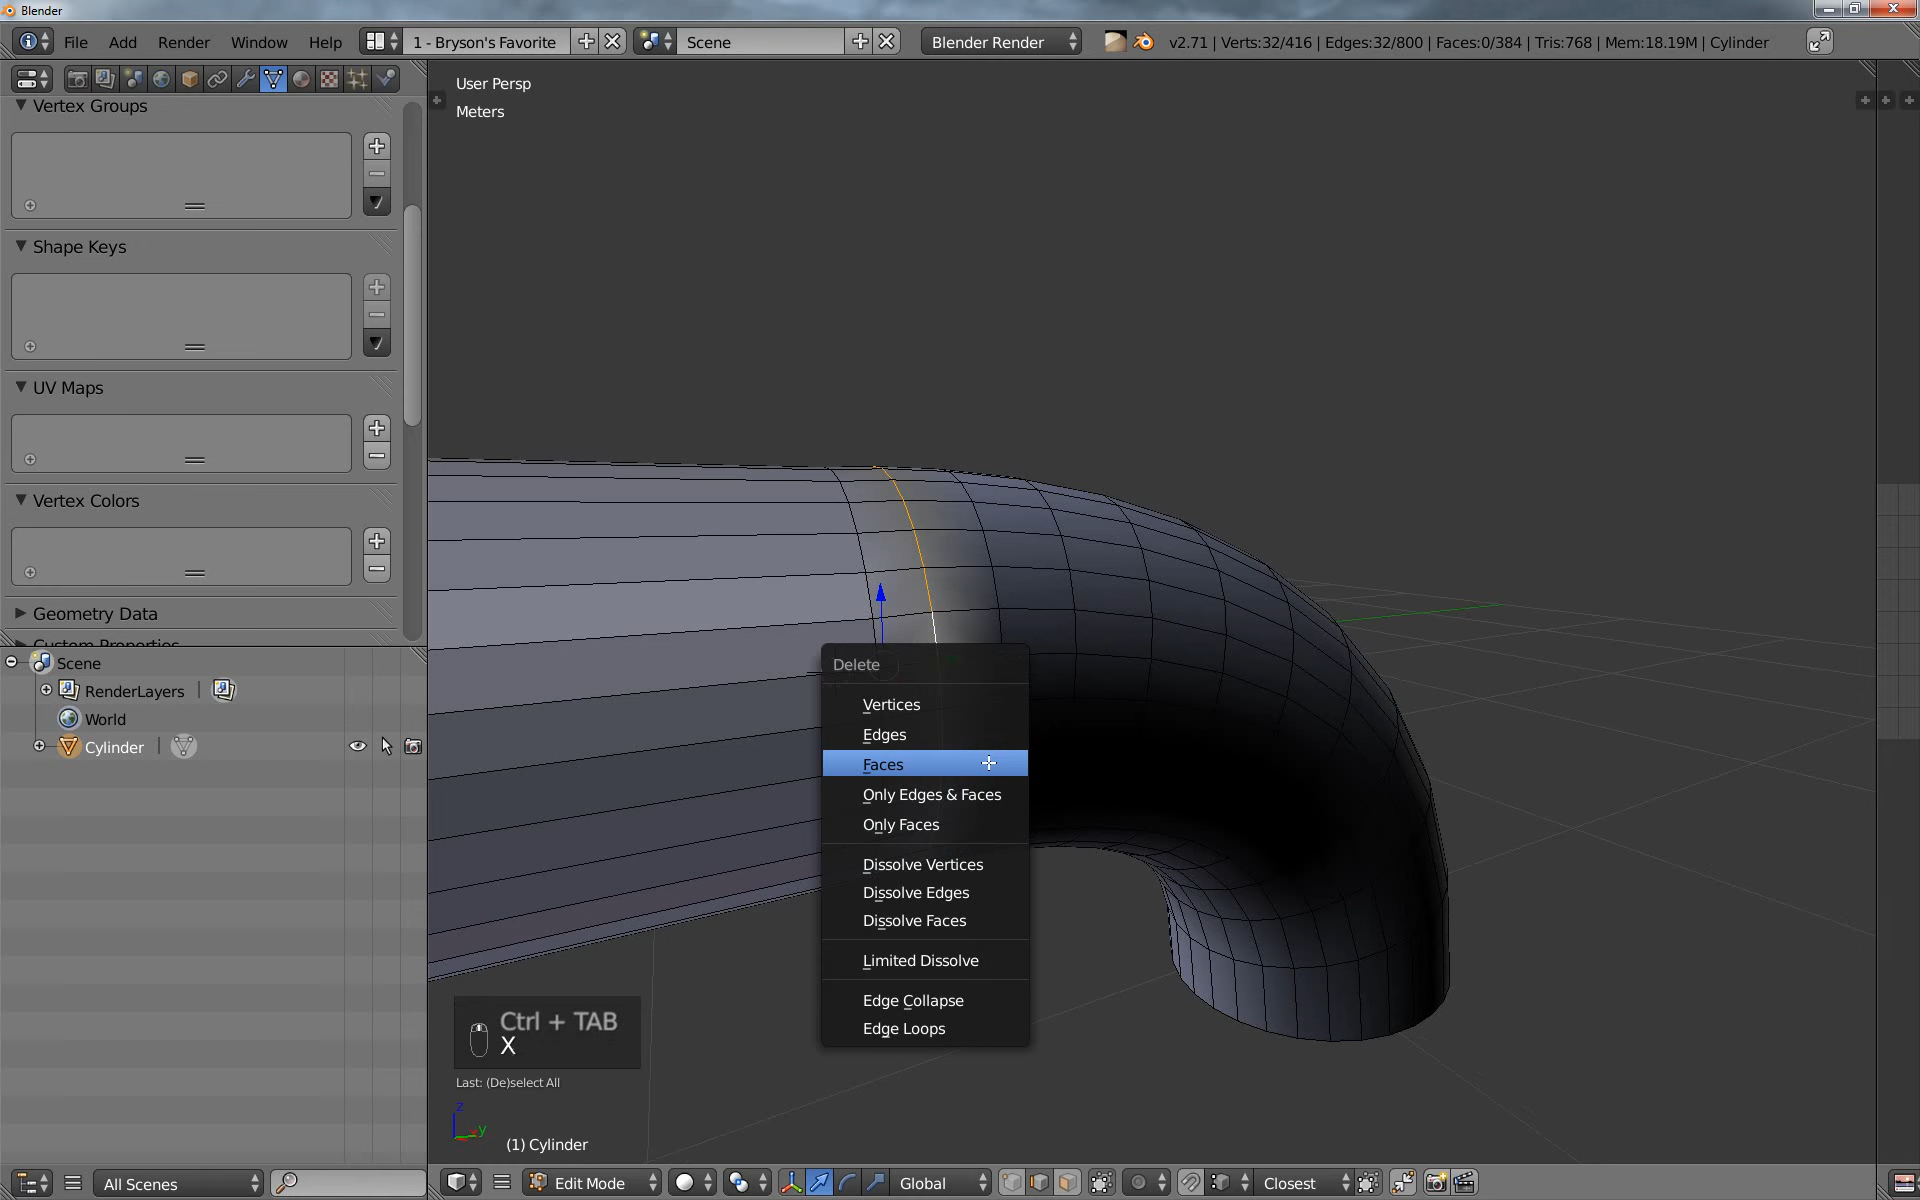 Blender
File Add Render Window Help 1 - Bryson's Favorite Scene Blender Render v2.71 | Verts:32/416 | Edges:32/800 | Faces:0/384 | Tris:768 | Mem:18.19M | Cylinder
Vertex Groups
Shape Keys
UV Maps
Vertex Colors
Geometry Data
Custom Properties
Scene
RenderLayers
World
Cylinder
All Scenes
User Persp
Meters
Delete
Vertices
Edges
Faces
Only Edges & Faces
Only Faces
Dissolve Vertices
Dissolve Edges
Dissolve Faces
Limited Dissolve
Edge Collapse
Edge Loops
Ctrl + TAB
X
Last: (De)select All
z
y
(1) Cylinder
Edit Mode Global Closest